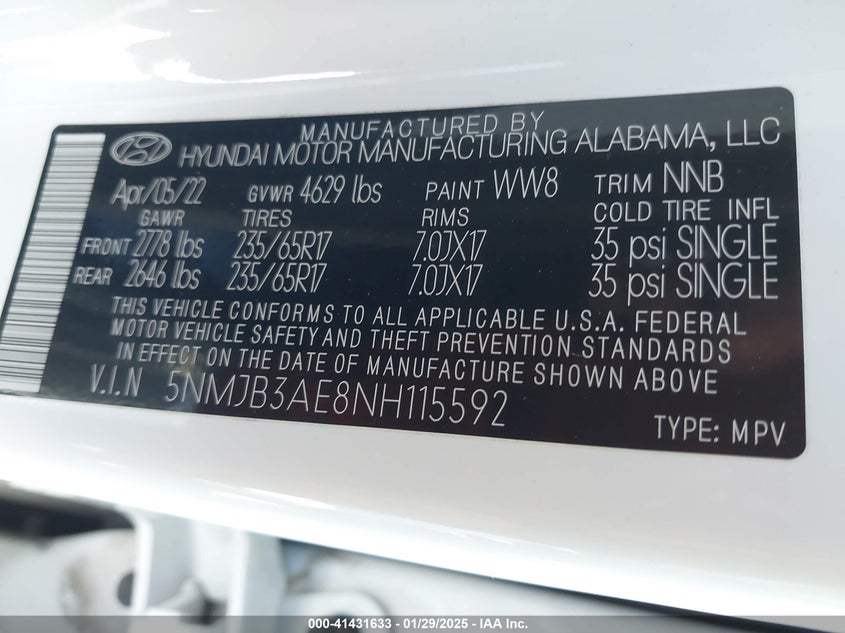 MANUFACTURED BY
HYUNDAI MOTOR MANUFACTURING ALABAMA, LLC
Apr/05/22 GVWR 4629 lbs PAINT WW8 TRIM NNB
GAWR TIRES RIMS COLD TIRE INFL
FRONT 2778 lbs 235/65R17 7.0JX17 35 psi SINGLE
REAR 2646 lbs 235/65R17 7.0JX17 35 psi SINGLE
THIS VEHICLE CONFORMS TO ALL APPLICABLE U.S.A. FEDERAL
MOTOR VEHICLE SAFETY AND THEFT PREVENTION STANDARDS
IN EFFECT ON THE DATE OF MANUFACTURE SHOWN ABOVE
V.I.N 5NMJB3AE8NH115592
TYPE: MPV
000-41431633 - 01/29/2025 - IAA Inc.